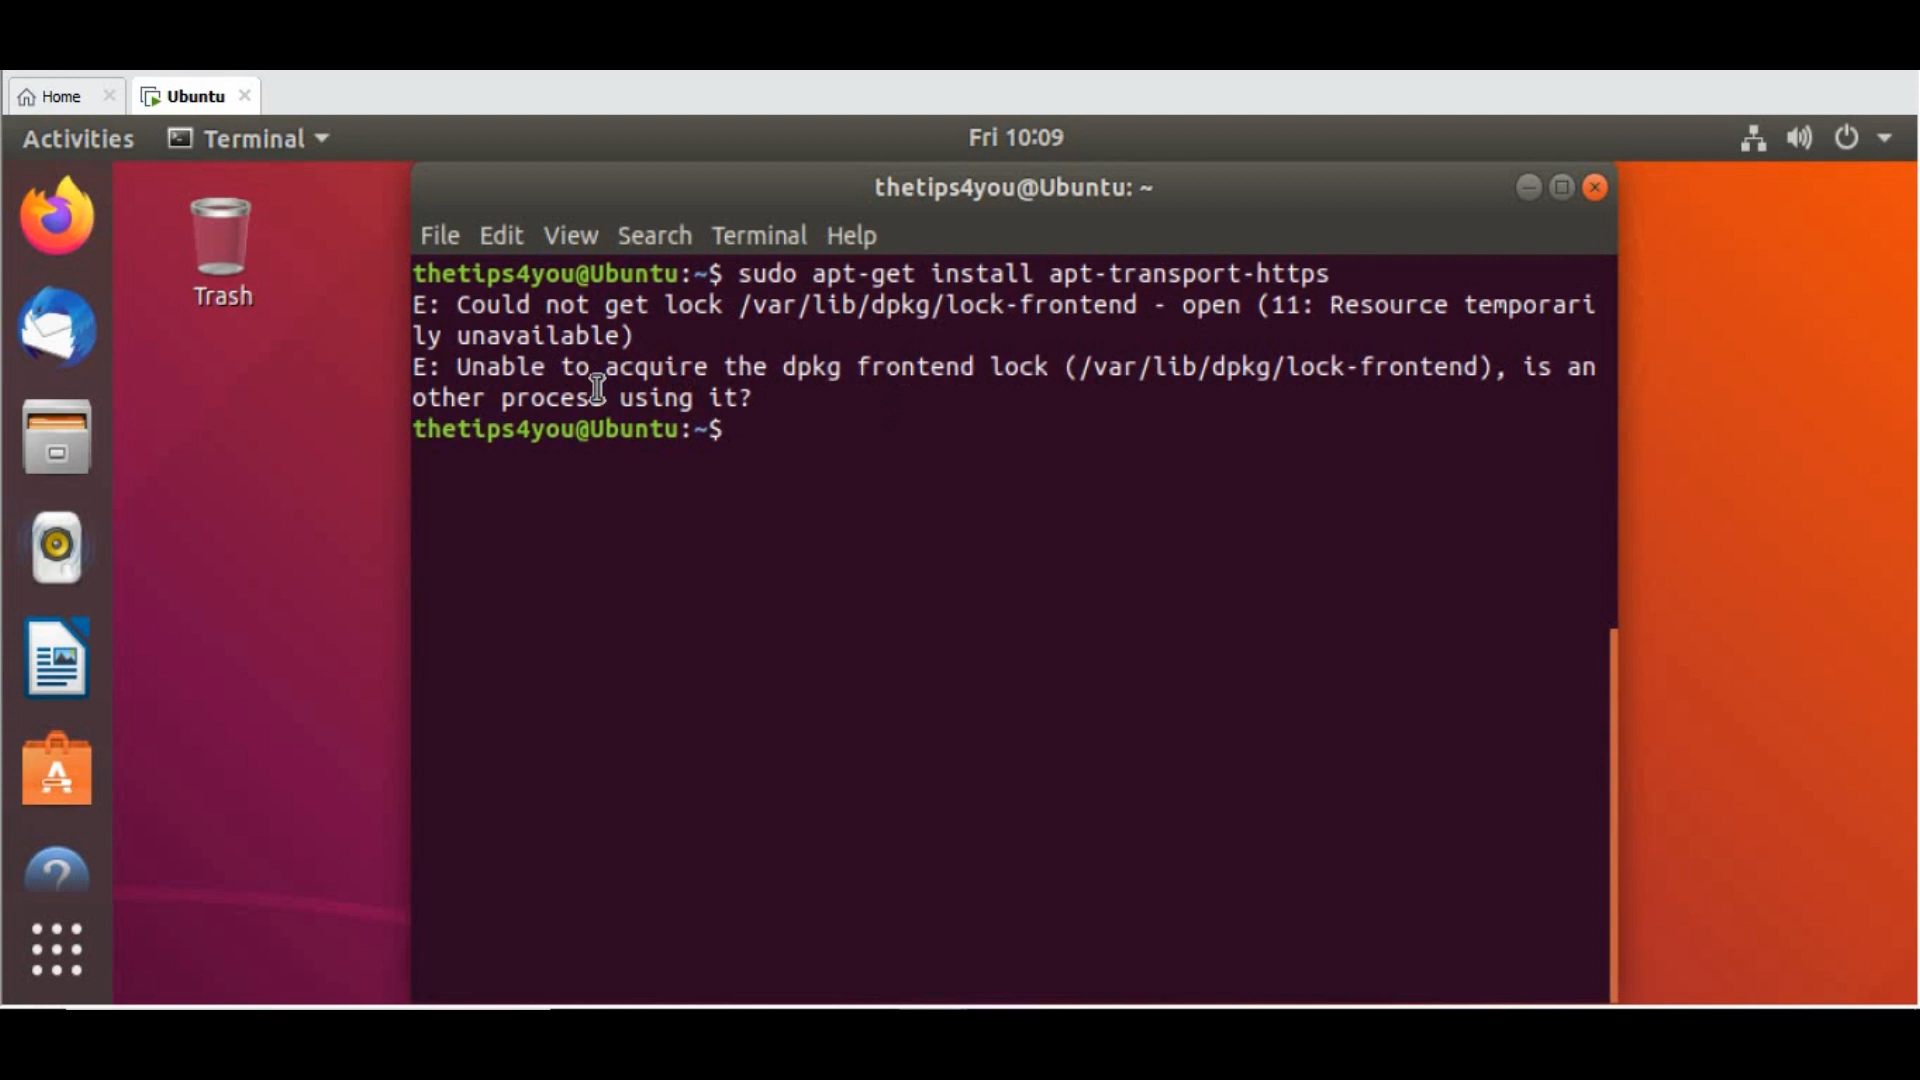 Home
Ubuntu
Activities
Terminal
Fri 10:09
Trash
thetips4you@Ubuntu: ~
File Edit View Search Terminal Help
thetips4you@Ubuntu:~$ sudo apt-get install apt-transport-https
E: Could not get lock /var/lib/dpkg/lock-frontend - open (11: Resource temporari
ly unavailable)
E: Unable to acquire the dpkg frontend lock (/var/lib/dpkg/lock-frontend), is an
other process using it?
thetips4you@Ubuntu:~$